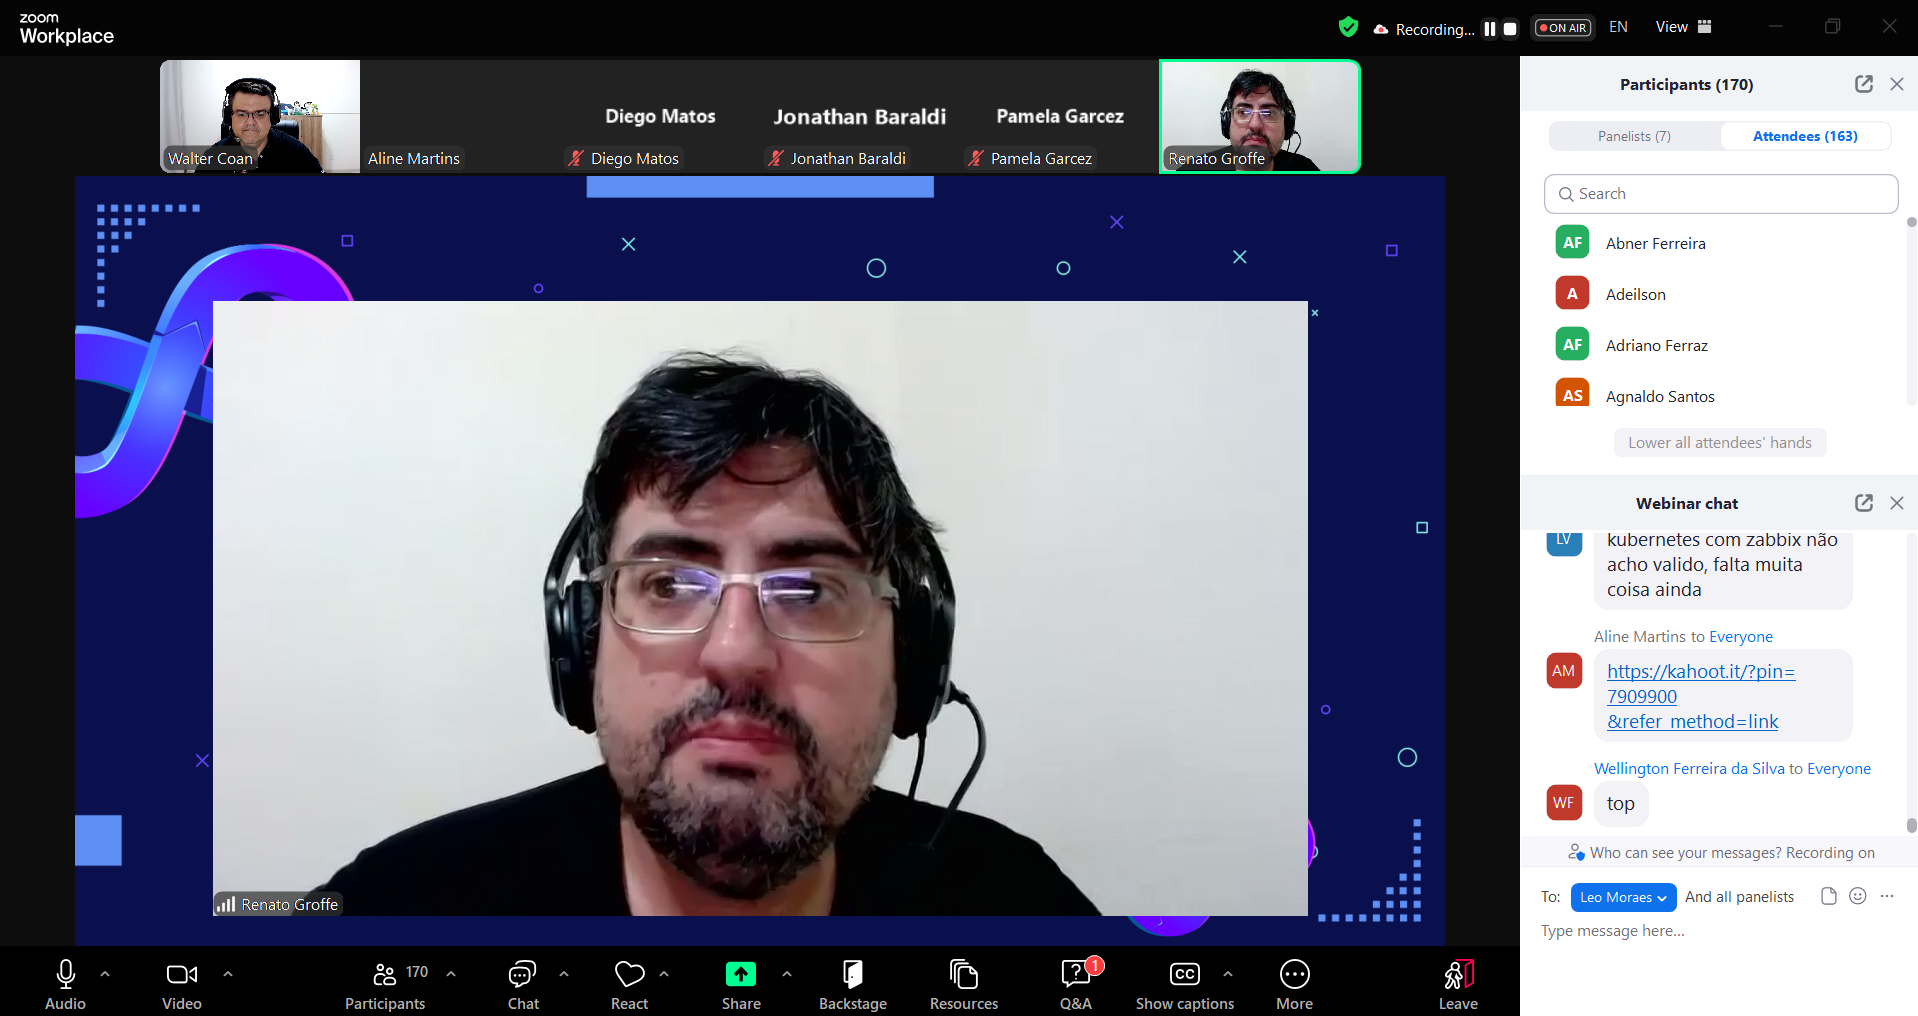 zoom
Workplace
Recording...
ON AIR
EN
View
Walter Coan
Aline Martins
Diego Matos
Diego Matos
Jonathan Baraldi
Jonathan Baraldi
Pamela Garcez
Pamela Garcez
Renato Groffe
Renato Groffe
Participants (170)
Panelists (7)
Attendees (163)
Search
AF
Abner Ferreira
A
Adeilson
AF
Adriano Ferraz
AS
Agnaldo Santos
Lower all attendees' hands
Webinar chat
LV
kubernetes com zabbix não
acho valido, falta muita
coisa ainda
Aline Martins to Everyone
AM
https://kahoot.it/?pin=
7909900
&refer_method=link
Wellington Ferreira da Silva to Everyone
WF
top
Who can see your messages? Recording on
To: Leo Moraes And all panelists
Type message here...
Audio
Video
170
Participants
Chat
React
Share
Backstage
Resources
1
Q&A
CC
Show captions
More
Leave